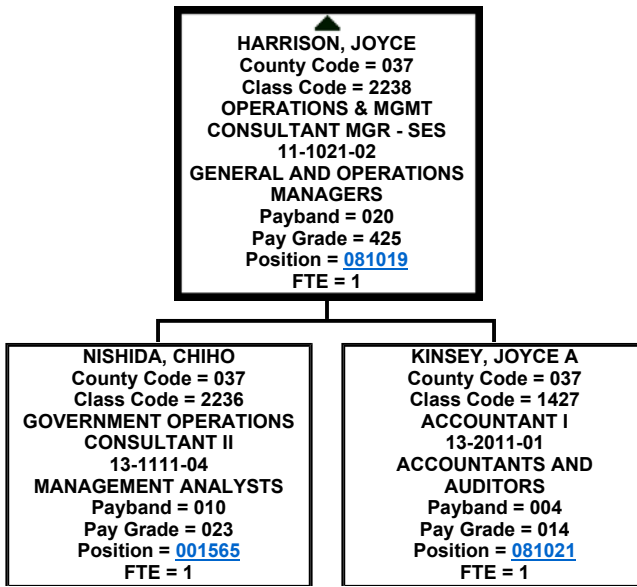 HARRISON, JOYCE
County Code = 037
Class Code = 2238
OPERATIONS & MGMT
CONSULTANT MGR - SES
11-1021-02
GENERAL AND OPERATIONS
MANAGERS
Payband = 020
Pay Grade = 425
Position = 081019
FTE = 1
NISHIDA, CHIHO
County Code = 037
Class Code = 2236
GOVERNMENT OPERATIONS
CONSULTANT II
13-1111-04
MANAGEMENT ANALYSTS
Payband = 010
Pay Grade = 023
Position = 001565
FTE = 1
KINSEY, JOYCE A
County Code = 037
Class Code = 1427
ACCOUNTANT I
13-2011-01
ACCOUNTANTS AND
AUDITORS
Payband = 004
Pay Grade = 014
Position = 081021
FTE = 1